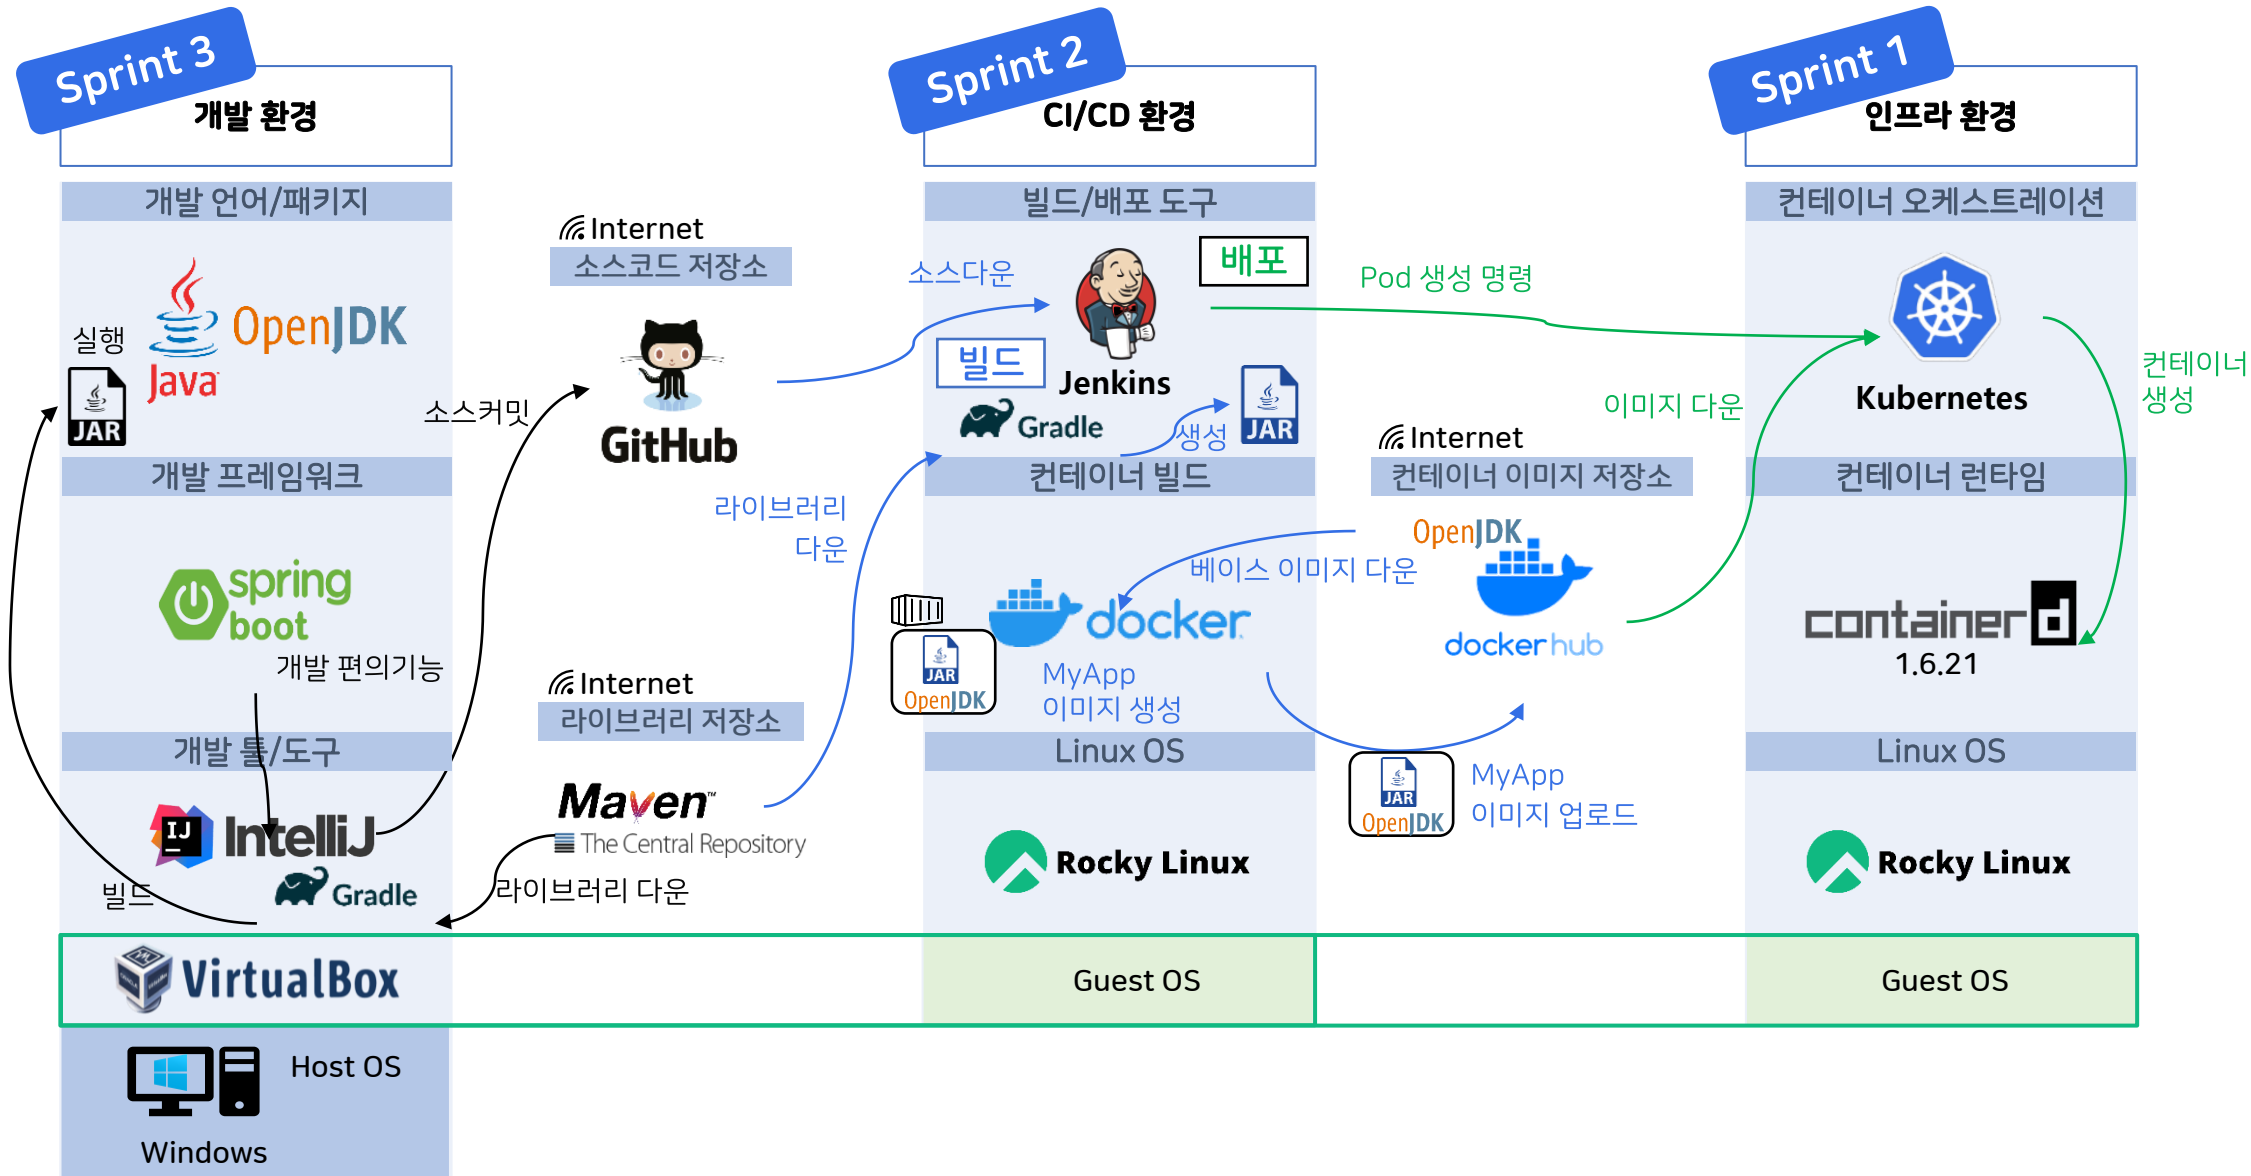 Sprint 3
개발 환경
개발 언어/패키지
OpenJDK
Java
실행
JAR
개발 프레임워크
spring
boot
개발 편의기능
개발 툴/도구
IJ
IntelliJ
Gradle
빌드
VirtualBox
Host OS
Windows
소스커밋
Internet
소스코드 저장소
GitHub
라이브러리
다운
Internet
라이브러리 저장소
Maven™
The Central Repository
라이브러리 다운
Sprint 2
CI/CD 환경
빌드/배포 도구
소스다운
배포
빌드
Jenkins
Gradle
생성
JAR
컨테이너 빌드
베이스 이미지 다운
docker
JAR
OpenJDK
MyApp
이미지 생성
Linux OS
Rocky Linux
Guest OS
Pod 생성 명령
이미지 다운
Internet
컨테이너 이미지 저장소
OpenJDK
dockerhub
JAR
OpenJDK
MyApp
이미지 업로드
Sprint 1
인프라 환경
컨테이너 오케스트레이션
Kubernetes
컨테이너
생성
컨테이너 런타임
containerd
1.6.21
Linux OS
Rocky Linux
Guest OS